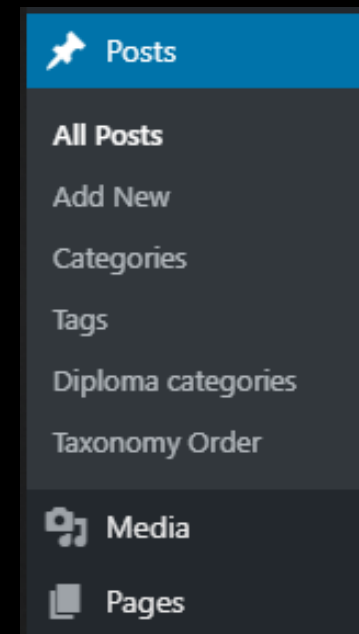 Posts
All Posts
Add New
Categories
Tags
Diploma categories
Taxonomy Order
Media
Pages